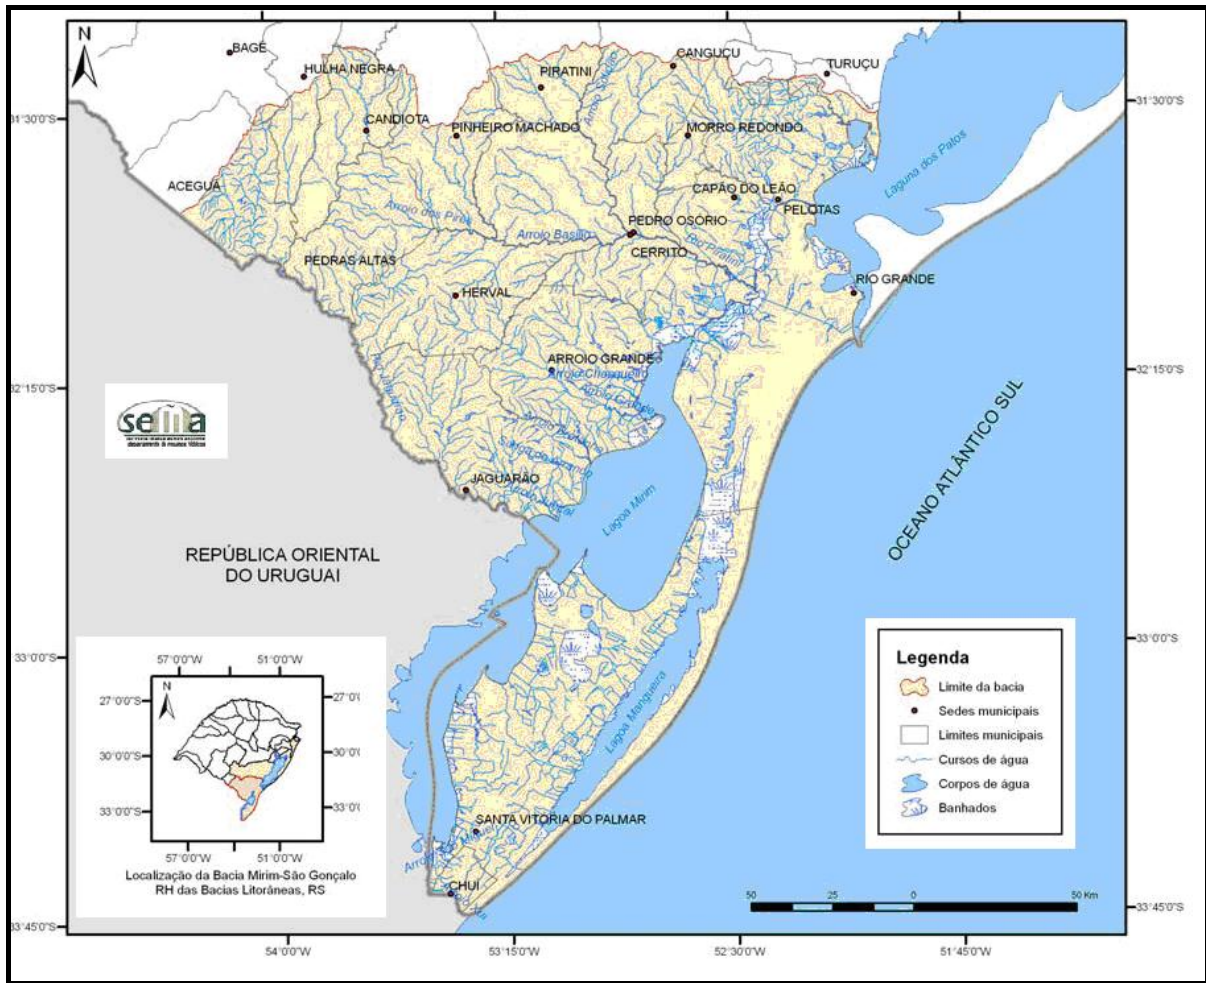 N
BAGÉ
HULHA NEGRA
CANDIOTA
ACEGUÁ
PIRATINI
PINHEIRO MACHADO
CANGUÇU
TURUÇU
MORRO REDONDO
CAPÃO DO LEÃO
PELOTAS
Laguna dos Patos
Arroio Basílio
PEDRO OSÓRIO
CERRITO
Rio Piratini
PEDRAS ALTAS
HERVAL
RIO GRANDE
ARROIO GRANDE
Arroio Grande
JAGUARÃO
Lagoa Mirim
OCEANO ATLÂNTICO SUL
REPÚBLICA ORIENTAL
DO URUGUAI
Lagoa Mangueira
SANTA VITÓRIA DO PALMAR
CHUÍ
sema
31°30'0"S
31°30'0"S
32°15'0"S
32°15'0"S
33°0'0"S
33°0'0"S
33°45'0"S
33°45'0"S
54°0'0"W
53°15'0"W
52°30'0"W
51°45'0"W
Legenda
Limite da bacia
Sedes municipais
Limites municipais
Cursos de água
Corpos de água
Banhados
50 25 0 50 Km
57°0'0"W 51°0'0"W
N
27°0'0"S
30°0'0"S
33°0'0"S
57°0'0"W 51°0'0"W
Localização da Bacia Mirim-São Gonçalo
RH das Bacias Litorâneas, RS